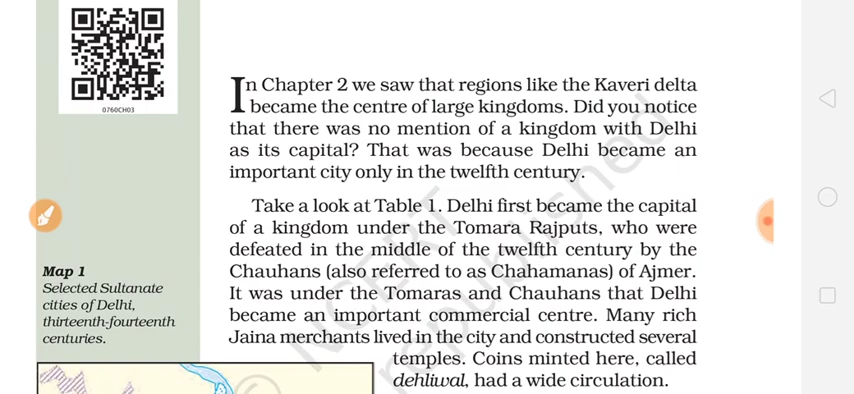 0760CH03
In Chapter 2 we saw that regions like the Kaveri delta
became the centre of large kingdoms. Did you notice
that there was no mention of a kingdom with Delhi
as its capital? That was because Delhi became an
important city only in the twelfth century.
Take a look at Table 1. Delhi first became the capital
of a kingdom under the Tomara Rajputs, who were
defeated in the middle of the twelfth century by the
Chauhans (also referred to as Chahamanas) of Ajmer.
It was under the Tomaras and Chauhans that Delhi
became an important commercial centre. Many rich
Jaina merchants lived in the city and constructed several
temples. Coins minted here, called
dehliwal, had a wide circulation.
Map 1
Selected Sultanate
cities of Delhi,
thirteenth-fourteenth
centuries.
© NCERT
republished